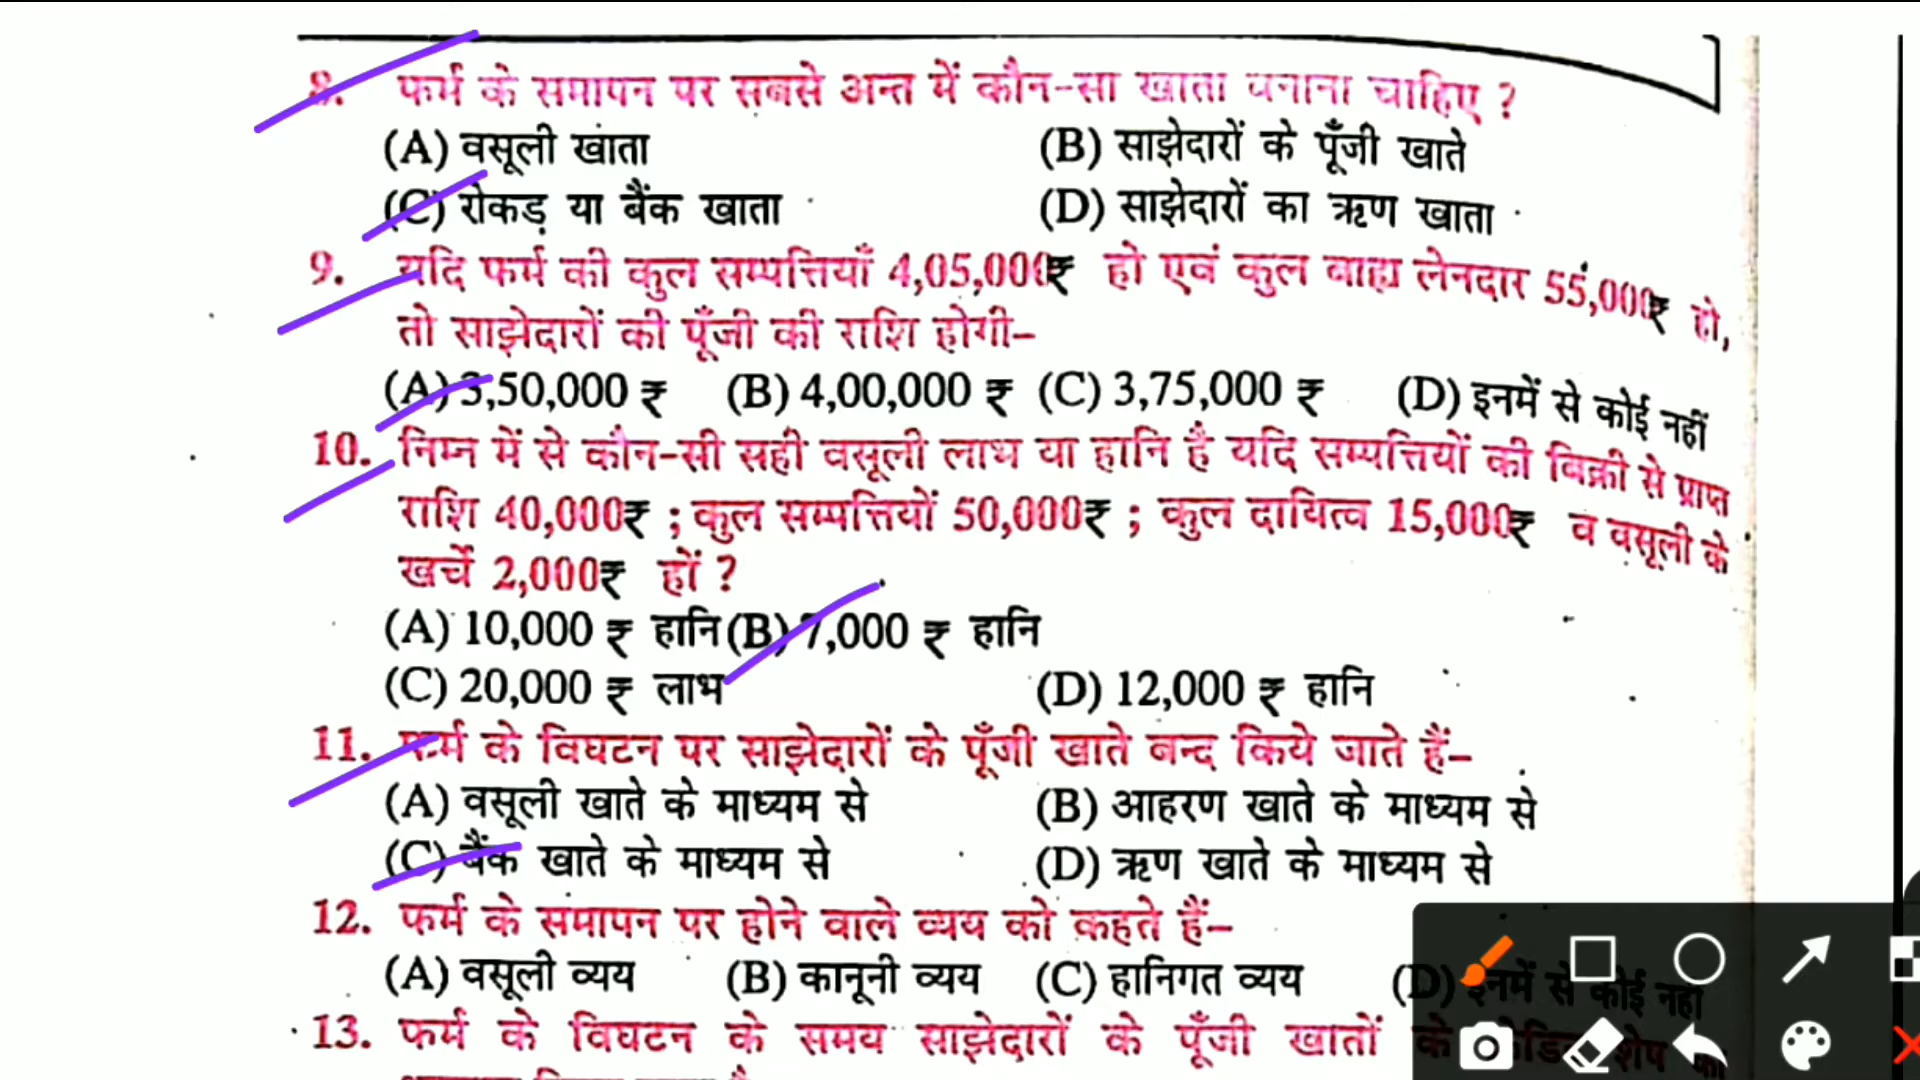 8. फर्म के समापन पर सबसे अन्त में कौन-सा खाता बनाना चाहिए ?
(A) वसूली खाता (B) साझेदारों के पूँजी खाते
(C) रोकड़ या बैंक खाता (D) साझेदारों का ऋण खाता
9. यदि फर्म की कुल सम्पत्तियाँ 4,05,000₹ हो एवं कुल बाह्य लेनदार 55,000₹ हो,
तो साझेदारों की पूँजी की राशि होगी–
(A) 3,50,000 ₹ (B) 4,00,000 ₹ (C) 3,75,000 ₹ (D) इनमें से कोई नहीं
10. निम्न में से कौन-सी सही वसूली लाभ या हानि है यदि सम्पत्तियों की बिक्री से प्राप्त
राशि 40,000₹ ; कुल सम्पत्तियों 50,000₹ ; कुल दायित्व 15,000₹ व वसूली के
खर्चे 2,000₹ हों ?
(A) 10,000 ₹ हानि (B) 7,000 ₹ हानि
(C) 20,000 ₹ लाभ (D) 12,000 ₹ हानि
11. फर्म के विघटन पर साझेदारों के पूँजी खाते बन्द किये जाते हैं–
(A) वसूली खाते के माध्यम से (B) आहरण खाते के माध्यम से
(C) बैंक खाते के माध्यम से (D) ऋण खाते के माध्यम से
12. फर्म के समापन पर होने वाले व्यय को कहते हैं–
(A) वसूली व्यय (B) कानूनी व्यय (C) हानिगत व्यय (D) इनमें से कोई नहीं
13. फर्म के विघटन के समय साझेदारों के पूँजी खातों के क्रेडिट शेष का